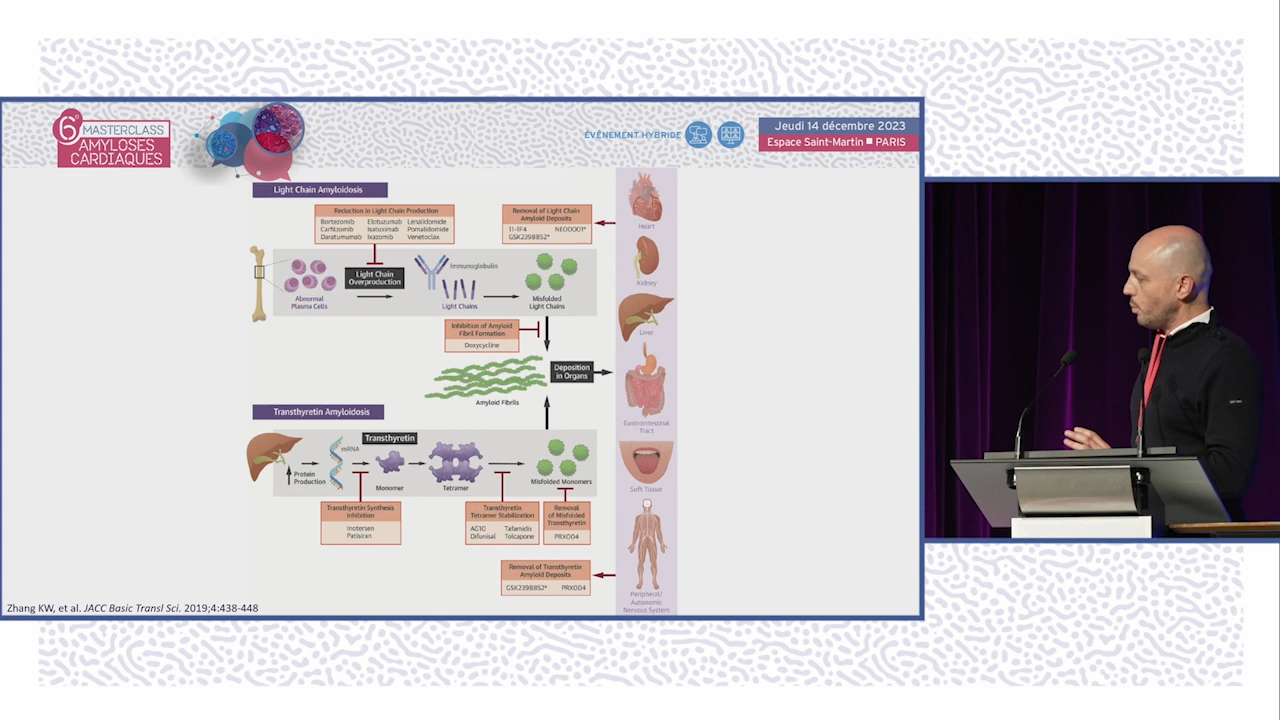 6e MASTERCLASS
AMYLOSES
CARDIAQUES
ÉVÉNEMENT HYBRIDE
Jeudi 14 décembre 2023
Espace Saint-Martin ■ PARIS
Light Chain Amyloidosis
Reduction in Light Chain Production
Bortezomib Elotuzumab Lenalidomide
Carfilzomib Isatuximab Pomalidomide
Daratumumab Ixazomib Venetoclax
Removal of Light Chain
Amyloid Deposits
11-1F4 NEOD001*
GSK2398852*
Heart
Abnormal
Plasma Cells
Light Chain
Overproduction
Immunoglobulin
Light Chains
Misfolded
Light Chains
Kidney
Inhibition of Amyloid
Fibril Formation
Doxycycline
Liver
Amyloid Fibrils
Deposition
in Organs
Gastrointestinal
Tract
Transthyretin Amyloidosis
Transthyretin
Protein
Production
mRNA
Monomer
Tetramer
Misfolded Monomers
Soft Tissue
Transthyretin Synthesis
Inhibition
Inotersen
Patisiran
Transthyretin
Tetramer Stabilization
AG10 Tafamidis
Difunisal Tolcapone
Removal
of Misfolded
Transthyretin
PRX004
Removal of Transthyretin
Amyloid Deposits
GSK2398852* PRX004
Peripheral/
Autonomic
Nervous System
Zhang KW, et al. JACC Basic Transl Sci. 2019;4:438-448